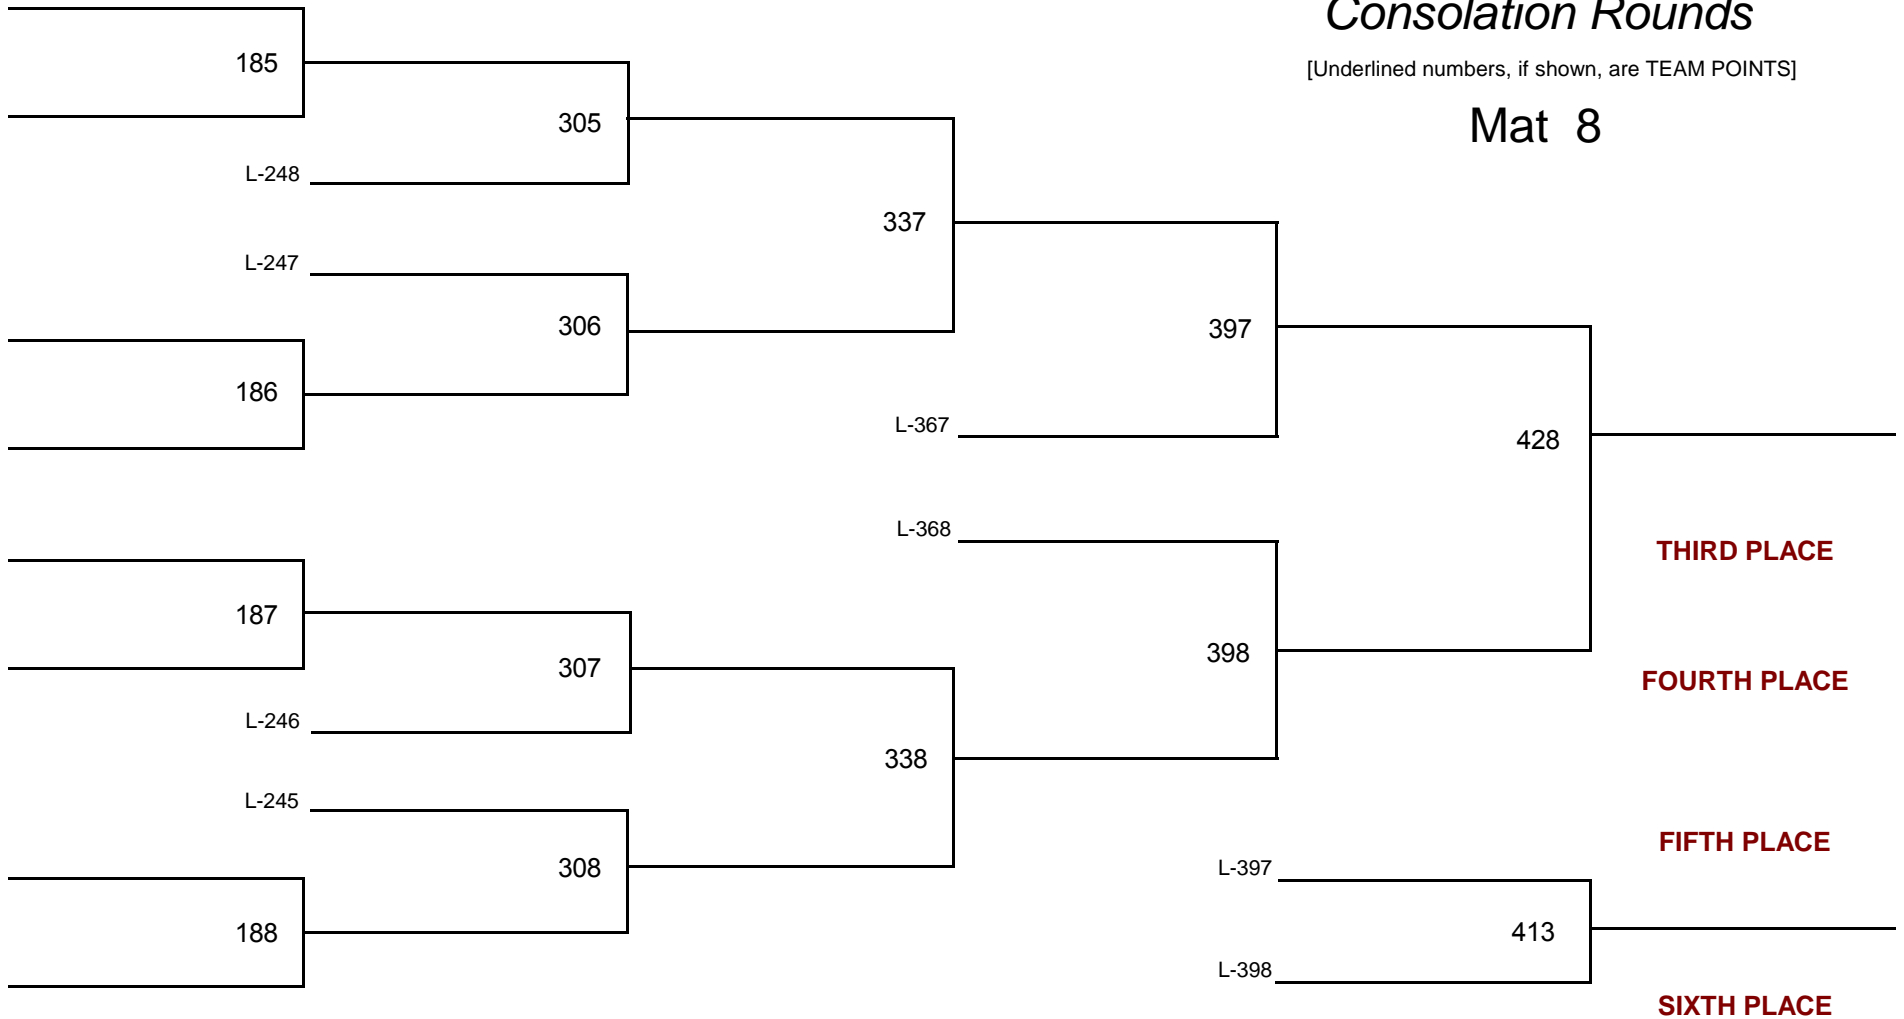 Consolation Rounds
[Underlined numbers, if shown, are TEAM POINTS]
Mat 8
185
305
L-248
337
L-247
306
397
186
L-367
428
L-368
THIRD PLACE
187
398
307
FOURTH PLACE
L-246
338
L-245
FIFTH PLACE
308
L-397
188
413
L-398
SIXTH PLACE